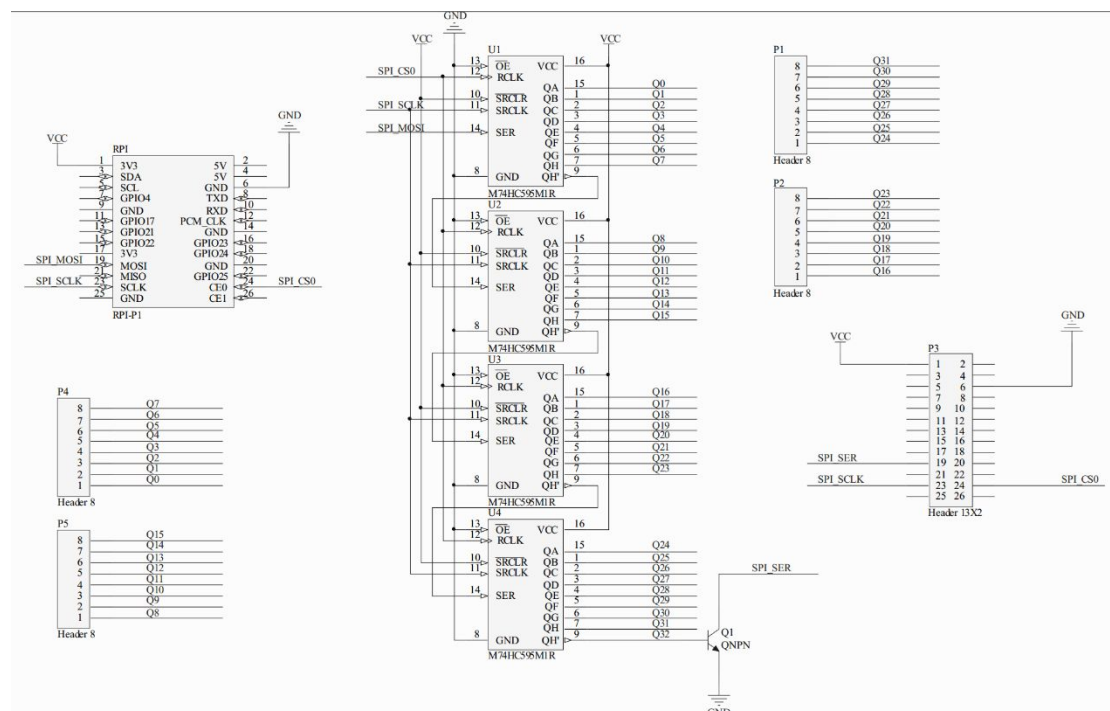 GND
VCC
U1
VCC
SPI_CS0
13 OE VCC 16
12 RCLK
QA 15 Q0
10 SRCLR QB 1 Q1
SPI_SCLK 11 SRCLK QC 2 Q2
QD 3 Q3
SPI_MOSI 14 SER QE 4 Q4
QF 5 Q5
QG 6 Q6
QH 7 Q7
8 GND QH' 9
M74HC595M1R
U2
13 OE VCC 16
12 RCLK
QA 15 Q8
10 SRCLR QB 1 Q9
11 SRCLK QC 2 Q10
QD 3 Q11
14 SER QE 4 Q12
QF 5 Q13
QG 6 Q14
QH 7 Q15
8 GND QH' 9
M74HC595M1R
U3
13 OE VCC 16
12 RCLK
QA 15 Q16
10 SRCLR QB 1 Q17
11 SRCLK QC 2 Q18
QD 3 Q19
14 SER QE 4 Q20
QF 5 Q21
QG 6 Q22
QH 7 Q23
8 GND QH' 9
M74HC595M1R
U4
13 OE VCC 16
12 RCLK
QA 15 Q24
10 SRCLR QB 1 Q25
11 SRCLK QC 2 Q26
QD 3 Q27
14 SER QE 4 Q28
QF 5 Q29
QG 6 Q30
QH 7 Q31
8 GND QH' 9 Q32
M74HC595M1R
SPI_SER
Q1
QNPN
GND
GND
VCC
RPI
1 3V3 5V 2
3 SDA 5V 4
5 SCL GND 6
7 GPIO4 TXD 8
9 GND RXD 10
11 GPIO17 PCM_CLK 12
13 GPIO21 GND 14
15 GPIO22 GPIO23 16
17 3V3 GPIO24 18
SPI_MOSI 19 MOSI GND 20
21 MISO GPIO25 22
SPI_SCLK 23 SCLK CE0 24 SPI_CS0
25 GND CE1 26
RPI-P1
P4
8 Q7
7 Q6
6 Q5
5 Q4
4 Q3
3 Q2
2 Q1
1 Q0
Header 8
P5
8 Q15
7 Q14
6 Q13
5 Q12
4 Q11
3 Q10
2 Q9
1 Q8
Header 8
P1
8 Q31
7 Q30
6 Q29
5 Q28
4 Q27
3 Q26
2 Q25
1 Q24
Header 8
P2
8 Q23
7 Q22
6 Q21
5 Q20
4 Q19
3 Q18
2 Q17
1 Q16
Header 8
GND
VCC
P3
1 2
3 4
5 6
7 8
9 10
11 12
13 14
15 16
17 18
SPI_SER 19 20
21 22
SPI_SCLK 23 24 SPI_CS0
25 26
Header 13X2